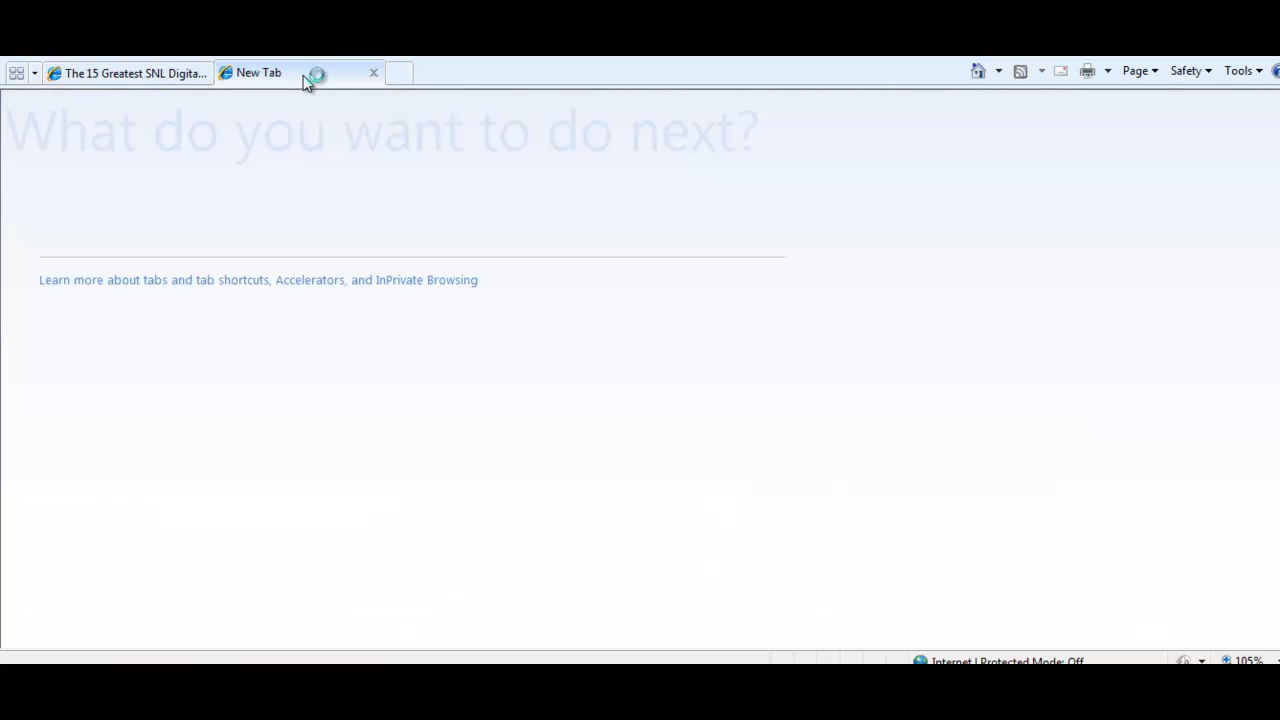 The 15 Greatest SNL Digita...
New Tab
Page
Safety
Tools
What do you want to do next?
Learn more about tabs and tab shortcuts, Accelerators, and InPrivate Browsing
Internet | Protected Mode: Off
105%